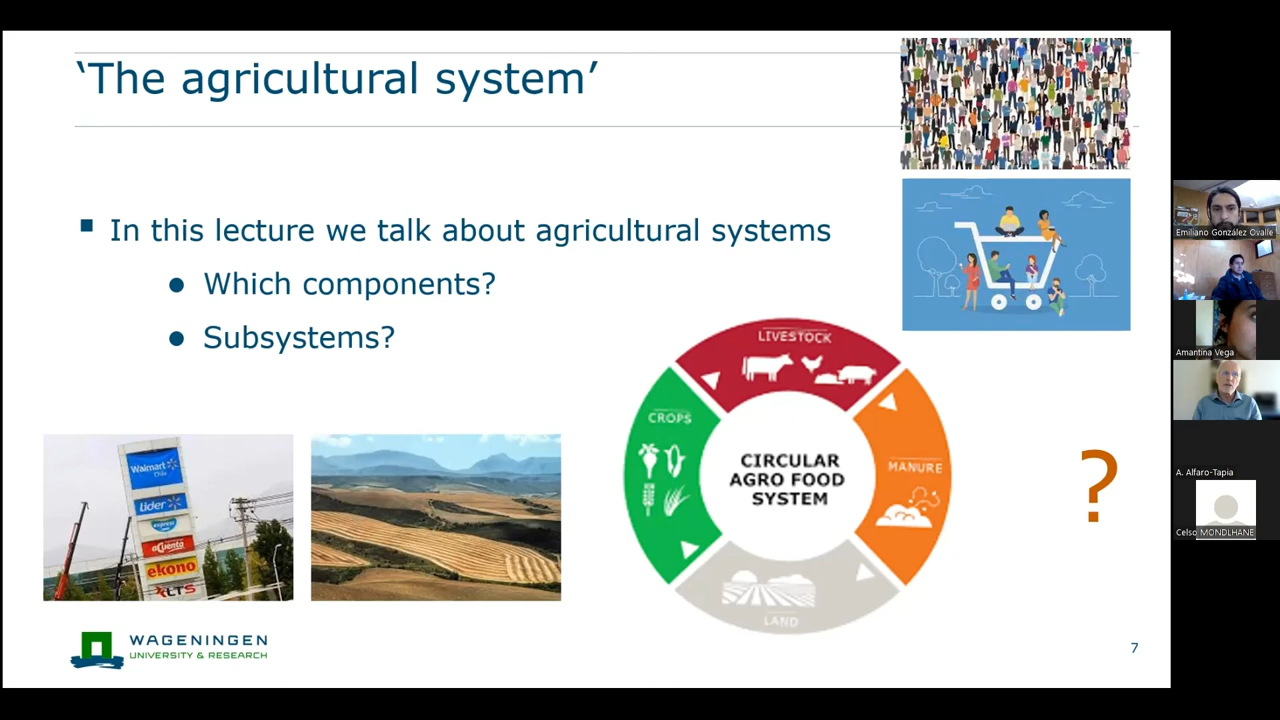 ‘The agricultural system’
In this lecture we talk about agricultural systems
Which components?
Subsystems?
Walmart
Chile
líder
express
aCuenta
ekono
LIVESTOCK
CROPS
MANURE
LAND
CIRCULAR
AGRO FOOD
SYSTEM
?
WAGENINGEN
UNIVERSITY & RESEARCH
7
Emiliano González Ovalle
Amantina Vega
A. Alfaro-Tapia
Celso MONDLHANE